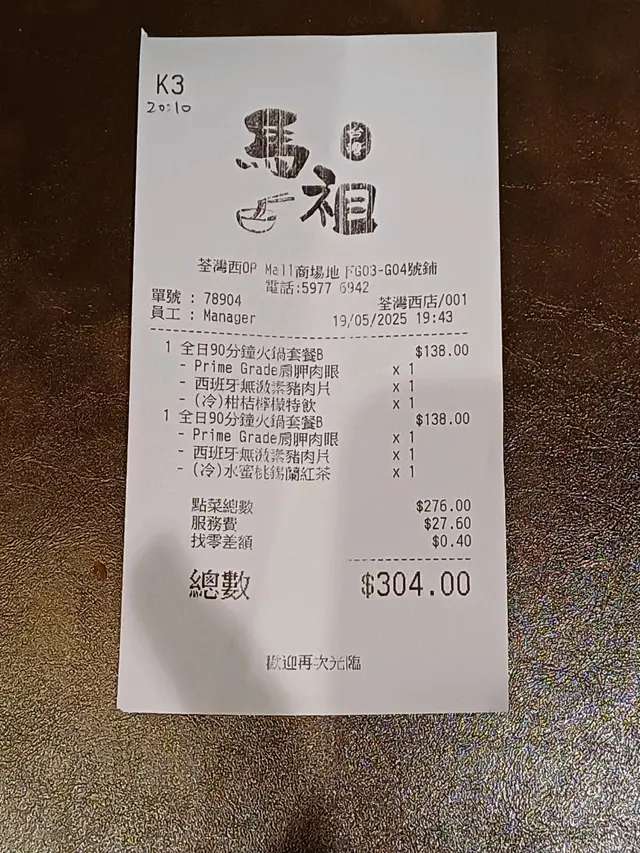 K3
20:10
馬祖
台灣
荃灣西OP Mall商場地下G03-G04號鋪
電話:5977 6942
單號 : 78904 荃灣西店/001
員工 : Manager 19/05/2025 19:43
1 全日90分鐘火鍋套餐B $138.00
- Prime Grade肩胛肉眼 x 1
- 西班牙無激素豬肉片 x 1
- (冷)柑桔檸檬特飲 x 1
1 全日90分鐘火鍋套餐B $138.00
- Prime Grade肩胛肉眼 x 1
- 西班牙無激素豬肉片 x 1
- (冷)水蜜桃錫蘭紅茶 x 1
點菜總數 $276.00
服務費 $27.60
找零差額 $0.40
總數 $304.00
歡迎再次光臨